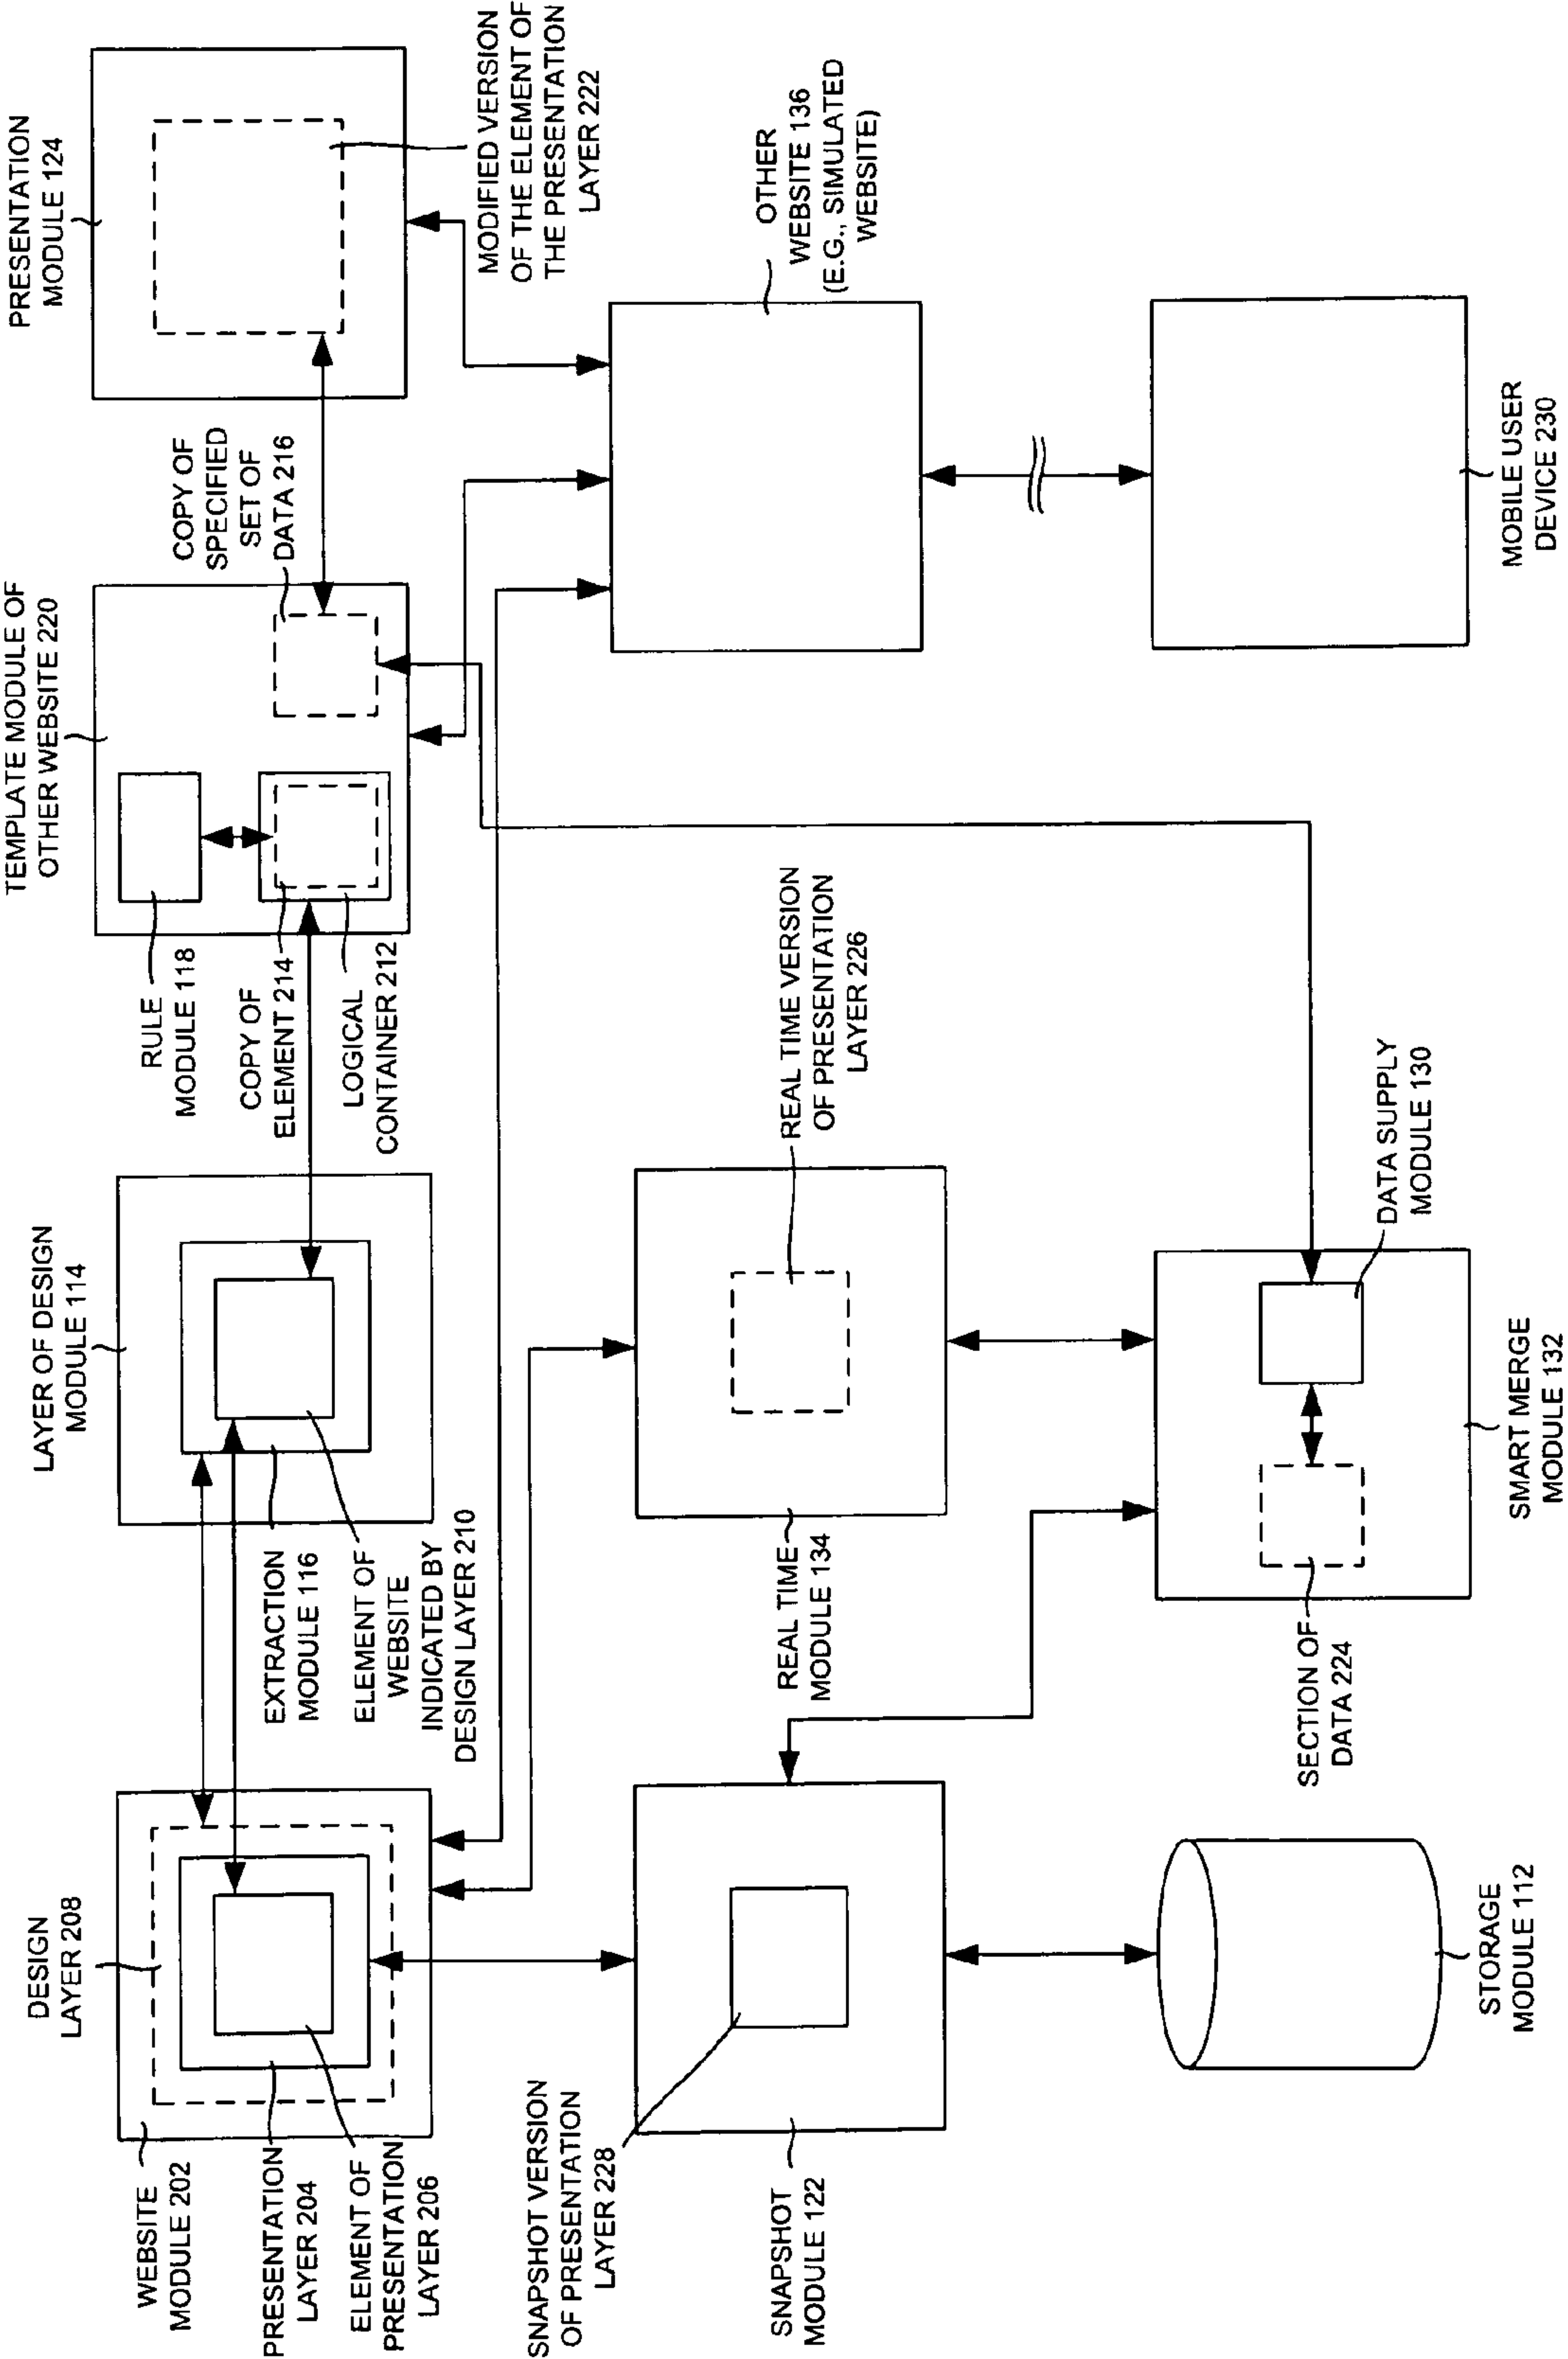 WEBSITE
MODULE 202
DESIGN
LAYER 208
PRESENTATION
LAYER 204
ELEMENT OF
PRESENTATION
LAYER 206
LAYER OF DESIGN
MODULE 114
EXTRACTION
MODULE 116
ELEMENT OF
WEBSITE
INDICATED BY
DESIGN LAYER 210
TEMPLATE MODULE OF
OTHER WEBSITE 220
RULE
MODULE 118
COPY OF
ELEMENT 214
LOGICAL
CONTAINER 212
COPY OF
SPECIFIED
SET OF
DATA 216
PRESENTATION
MODULE 124
MODIFIED VERSION
OF THE ELEMENT OF
THE PRESENTATION
LAYER 222
SNAPSHOT VERSION
OF PRESENTATION
LAYER 228
SNAPSHOT
MODULE 122
REAL TIME
MODULE 134
REAL TIME VERSION
OF PRESENTATION
LAYER 226
OTHER
WEBSITE 136
(E.G., SIMULATED
WEBSITE)
STORAGE
MODULE 112
SECTION OF
DATA 224
DATA SUPPLY
MODULE 130
SMART MERGE
MODULE 132
MOBILE USER
DEVICE 230